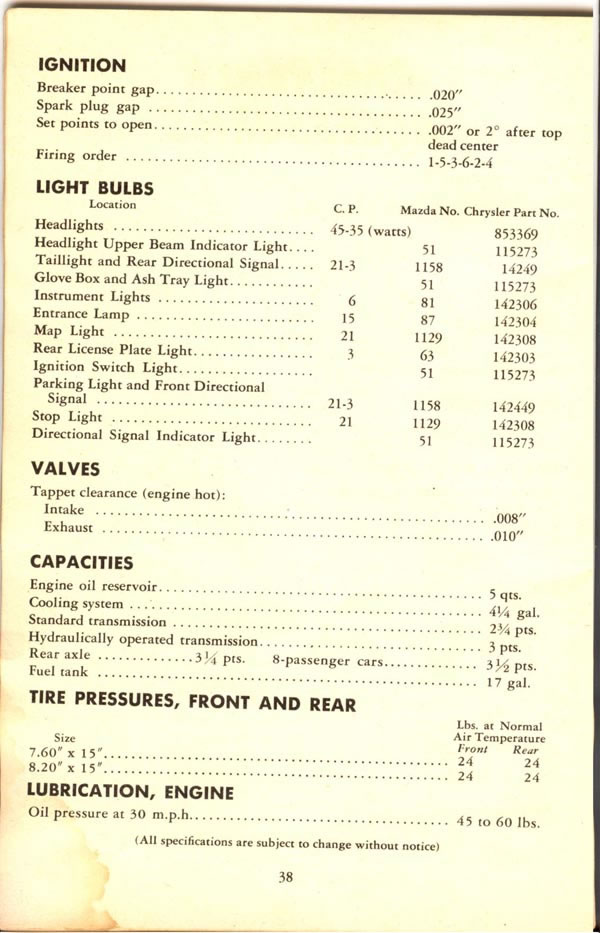 IGNITION
Breaker point gap .020″
Spark plug gap .025″
Set points to open .002″ or 2° after top
dead center
Firing order 1-5-3-6-2-4
LIGHT BULBS
Location C. P. Mazda No. Chrysler Part No.
Headlights 45-35 (watts) 853369
Headlight Upper Beam Indicator Light 51 115273
Taillight and Rear Directional Signal 21-3 1158 14249
Glove Box and Ash Tray Light 51 115273
Instrument Lights 6 81 142306
Entrance Lamp 15 87 142304
Map Light 21 1129 142308
Rear License Plate Light 3 63 142303
Ignition Switch Light 51 115273
Parking Light and Front Directional
Signal 21-3 1158 142449
Stop Light 21 1129 142308
Directional Signal Indicator Light 51 115273
VALVES
Tappet clearance (engine hot):
Intake .008″
Exhaust .010″
CAPACITIES
Engine oil reservoir 5 qts.
Cooling system 4¼ gal.
Standard transmission 2¾ pts.
Hydraulically operated transmission 3 pts.
Rear axle 3¼ pts. 8-passenger cars 3½ pts.
Fuel tank 17 gal.
TIRE PRESSURES, FRONT AND REAR
Lbs. at Normal
Size Air Temperature
Front Rear
7.60″ x 15″ 24 24
8.20″ x 15″ 24 24
LUBRICATION, ENGINE
Oil pressure at 30 m.p.h. 45 to 60 lbs.
(All specifications are subject to change without notice)
38